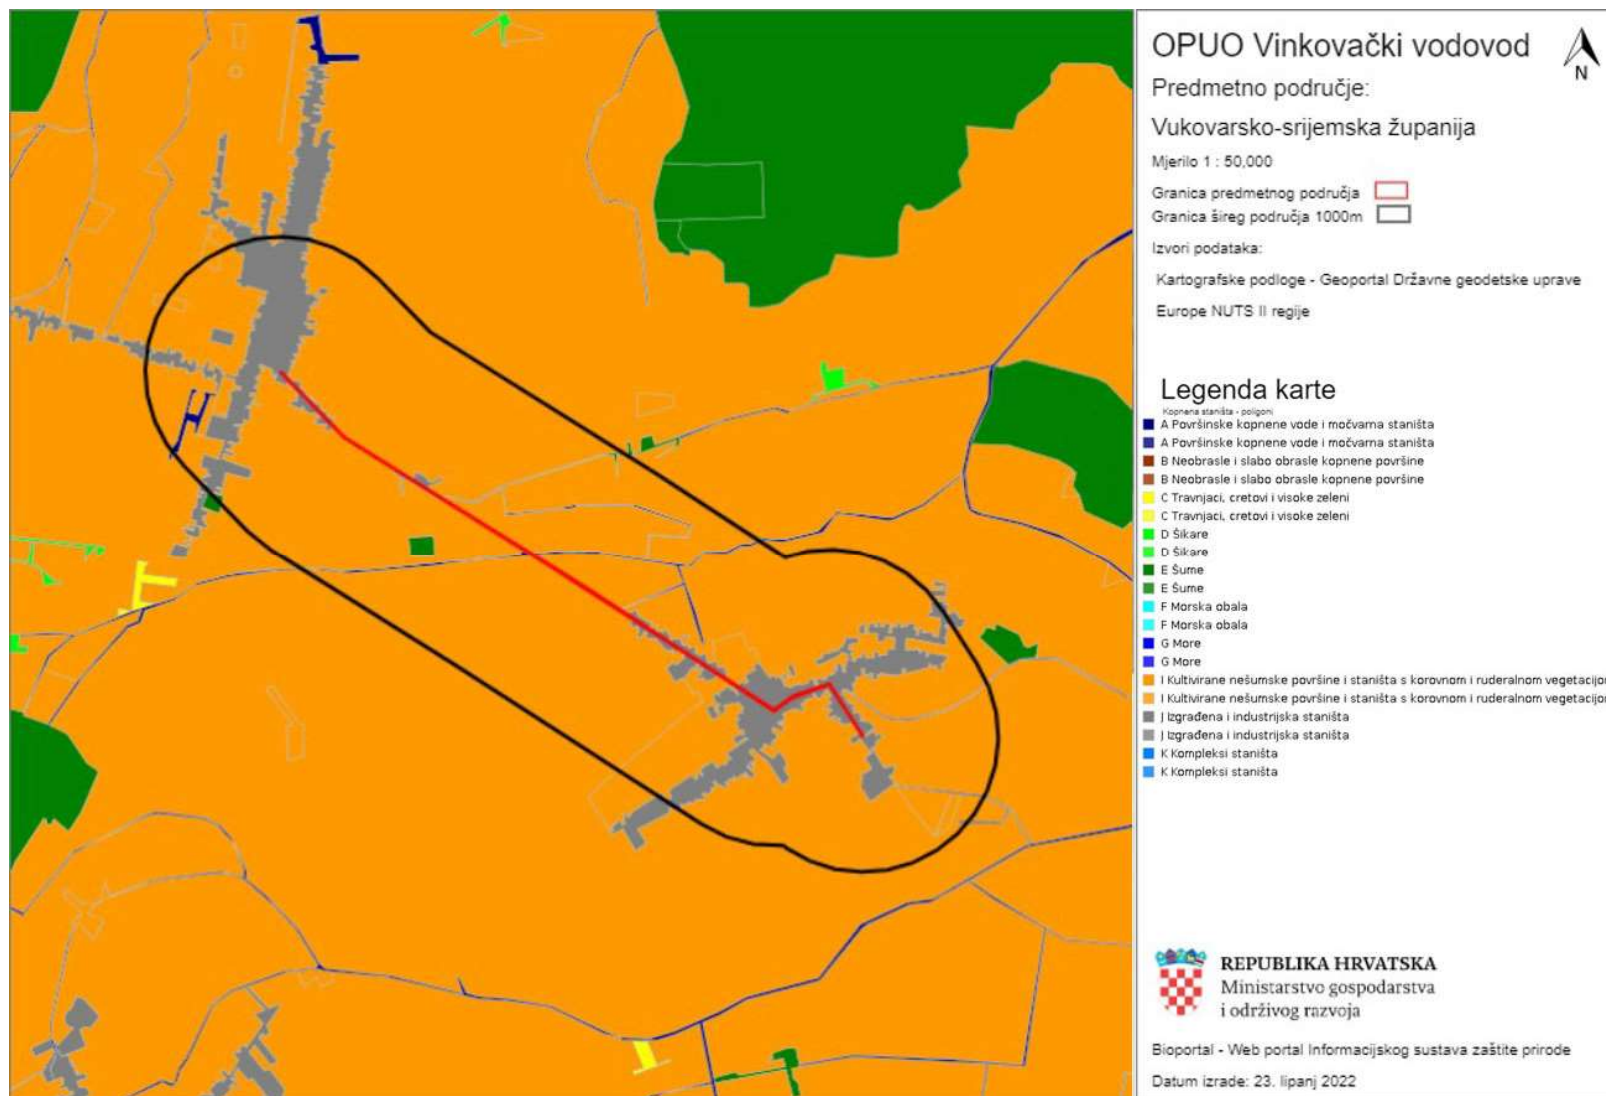 OPUO Vinkovački vodovod
N
Predmetno područje:
Vukovarsko-srijemska županija
Mjerilo 1 : 50,000
Granica predmetnog područja
Granica šireg područja 1000m
Izvori podataka:
Kartografske podloge - Geoportal Državne geodetske uprave
Europe NUTS II regije
Legenda karte
Kopnena staništa - poligoni
A Površinske kopnene vode i močvarna staništa
A Površinske kopnene vode i močvarna staništa
B Neobrasle i slabo obrasle kopnene površine
B Neobrasle i slabo obrasle kopnene površine
C Travnjaci, cretovi i visoke zeleni
C Travnjaci, cretovi i visoke zeleni
D Šikare
D Šikare
E Šume
E Šume
F Morska obala
F Morska obala
G More
G More
I Kultivirane nešumske površine i staništa s korovnom i ruderalnom vegetacijom
I Kultivirane nešumske površine i staništa s korovnom i ruderalnom vegetacijom
J Izgrađena i industrijska staništa
J Izgrađena i industrijska staništa
K Kompleksi staništa
K Kompleksi staništa
REPUBLIKA HRVATSKA
Ministarstvo gospodarstva
i održivog razvoja
Bioportal - Web portal Informacijskog sustava zaštite prirode
Datum izrade: 23. lipanj 2022